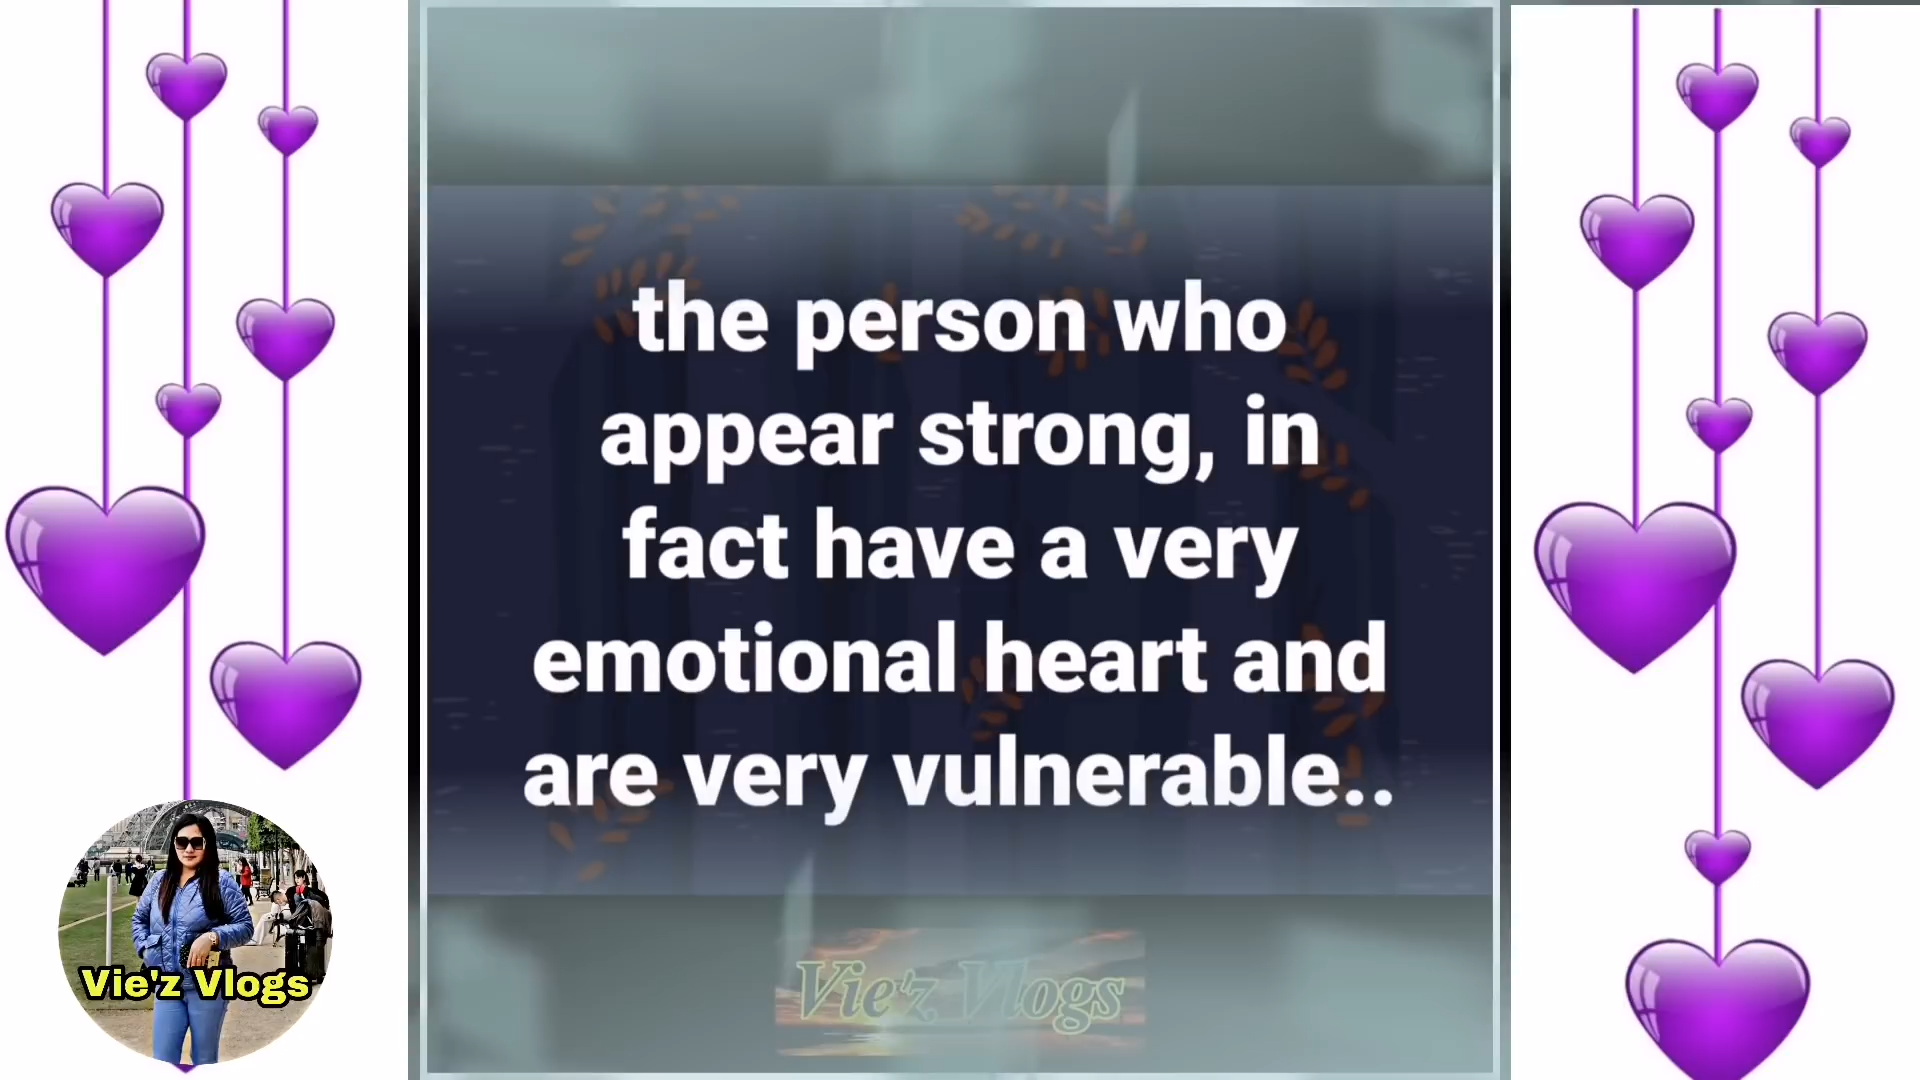 the person who
appear strong, in
fact have a very
emotional heart and
are very vulnerable..
Vie'z Vlogs
Vie'z Vlogs